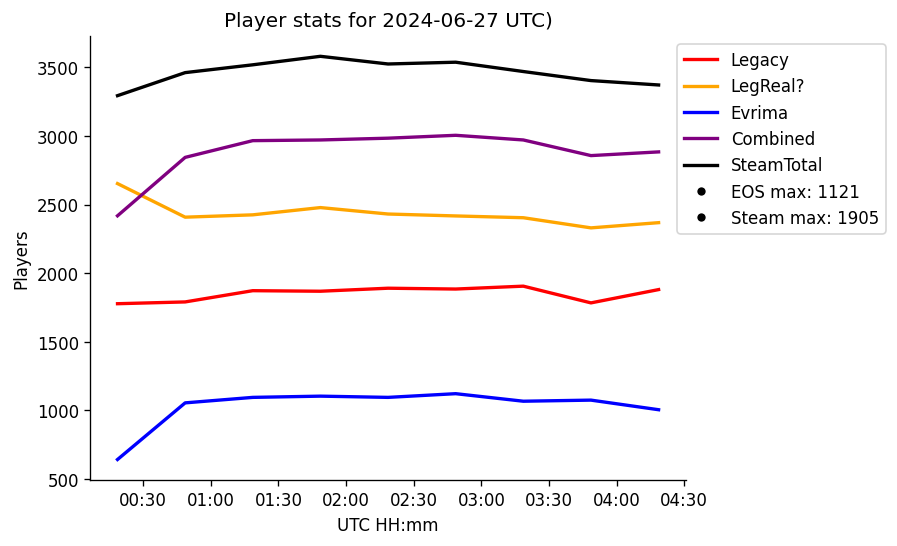 Player stats for 2024-06-27 UTC)
Legacy
LegReal?
Evrima
Combined
SteamTotal
EOS max: 1121
Steam max: 1905
Players
3500
3000
2500
2000
1500
1000
500
00:30 01:00 01:30 02:00 02:30 03:00 03:30 04:00 04:30
UTC HH:mm